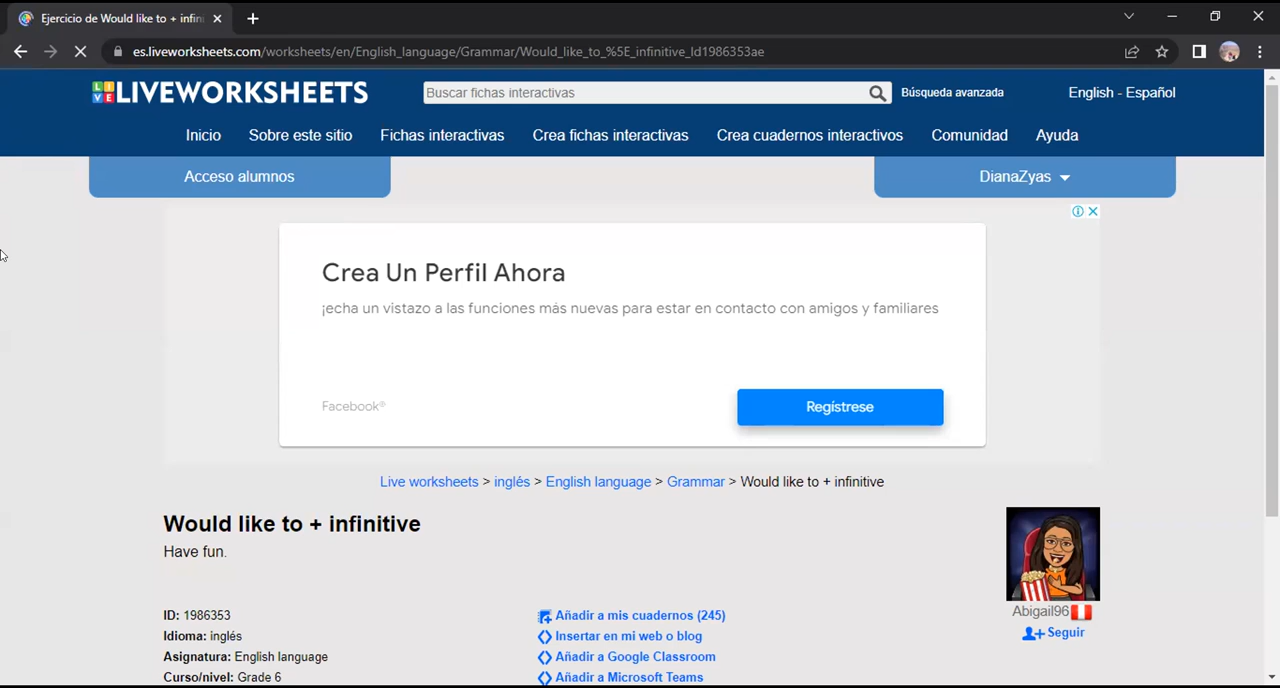 Ejercicio de Would like to + infin
es.liveworksheets.com/worksheets/en/English_language/Grammar/Would_like_to_%5E_infinitive_ld1986353ae
LIVEWORKSHEETS
Buscar fichas interactivas
Búsqueda avanzada
English - Español
Inicio
Sobre este sitio
Fichas interactivas
Crea fichas interactivas
Crea cuadernos interactivos
Comunidad
Ayuda
Acceso alumnos
DianaZyas
Crea Un Perfil Ahora
¡echa un vistazo a las funciones más nuevas para estar en contacto con amigos y familiares
Facebook®
Regístrese
Live worksheets > inglés > English language > Grammar > Would like to + infinitive
Would like to + infinitive
Have fun.
Abigail96
Seguir
ID: 1986353
Idioma: inglés
Asignatura: English language
Curso/nivel: Grade 6
Añadir a mis cuadernos (245)
Insertar en mi web o blog
Añadir a Google Classroom
Añadir a Microsoft Teams